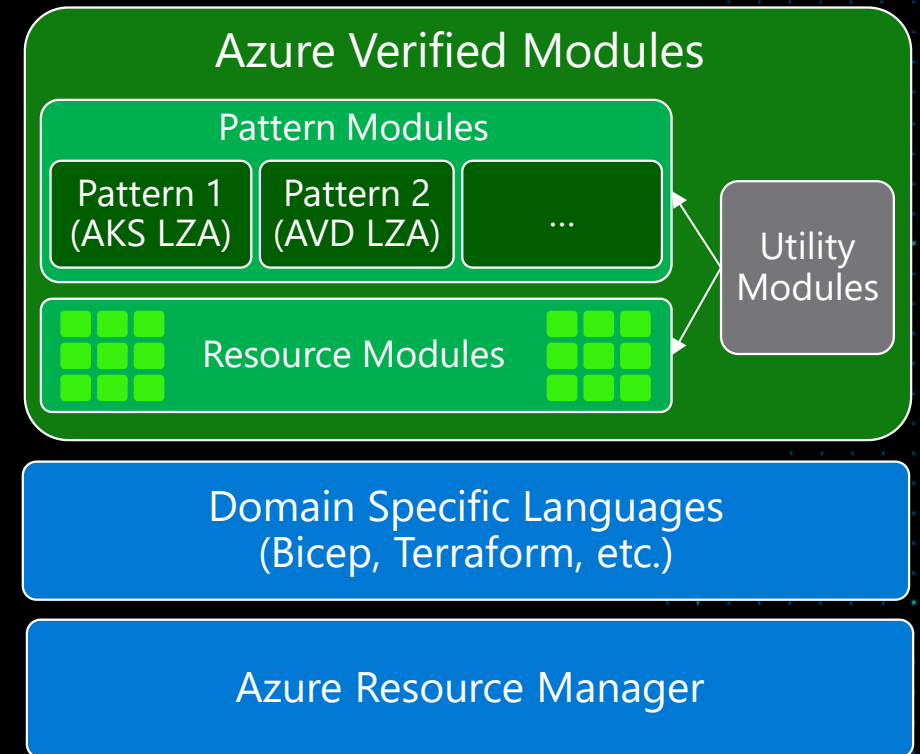 Azure Verified Modules
Pattern Modules
Pattern 1
(AKS LZA)
Pattern 2
(AVD LZA)
...
Utility
Modules
Resource Modules
Domain Specific Languages
(Bicep, Terraform, etc.)
Azure Resource Manager